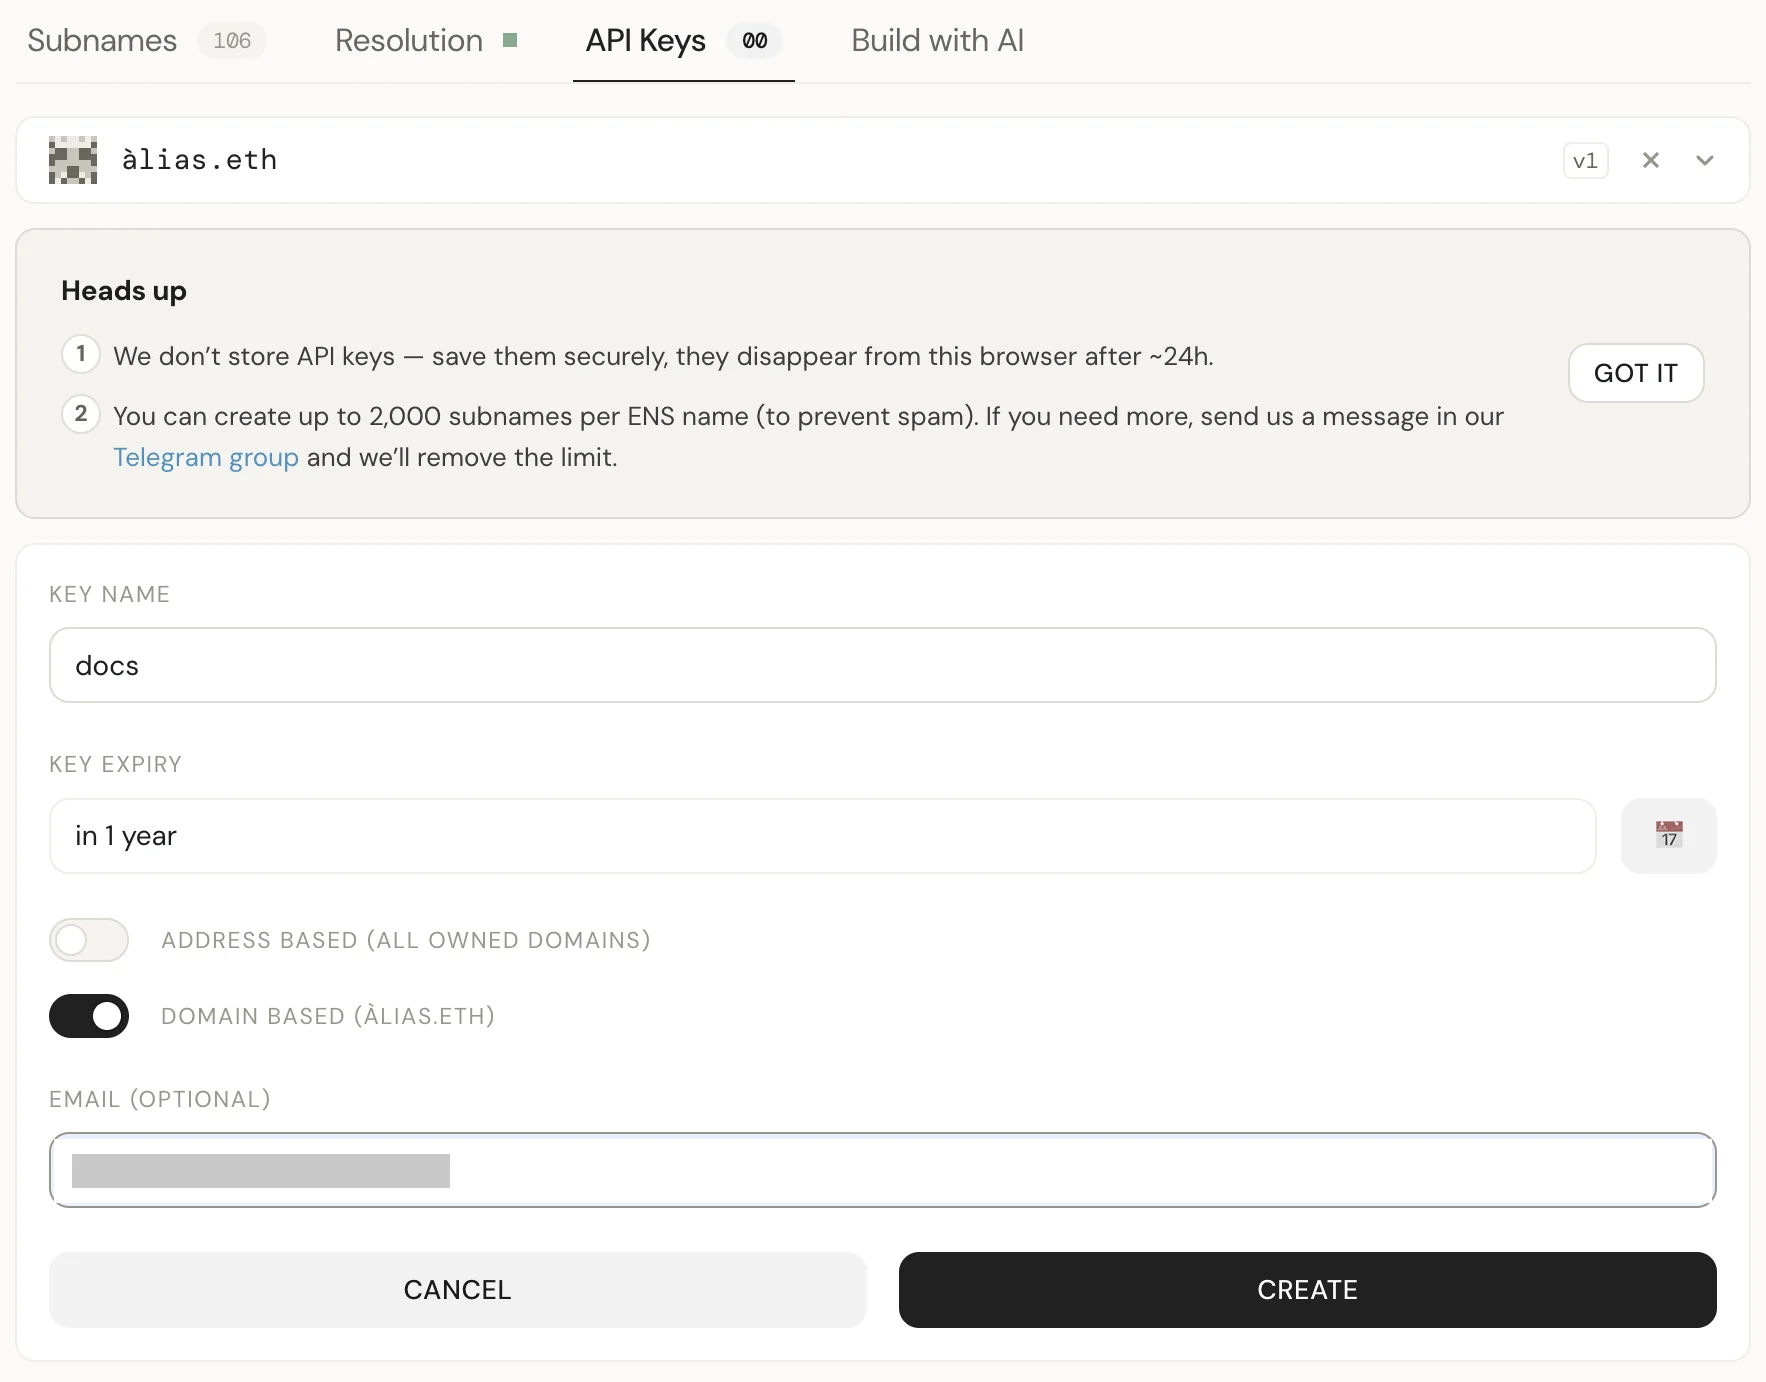 Subnames 106 Resolution API Keys 00 Build with AI
àlias.eth v1
Heads up
1 We don’t store API keys — save them securely, they disappear from this browser after ~24h.
GOT IT
2 You can create up to 2,000 subnames per ENS name (to prevent spam). If you need more, send us a message in our
Telegram group and we’ll remove the limit.
KEY NAME
docs
KEY EXPIRY
in 1 year
17
ADDRESS BASED (ALL OWNED DOMAINS)
DOMAIN BASED (ÀLIAS.ETH)
EMAIL (OPTIONAL)
CANCEL CREATE